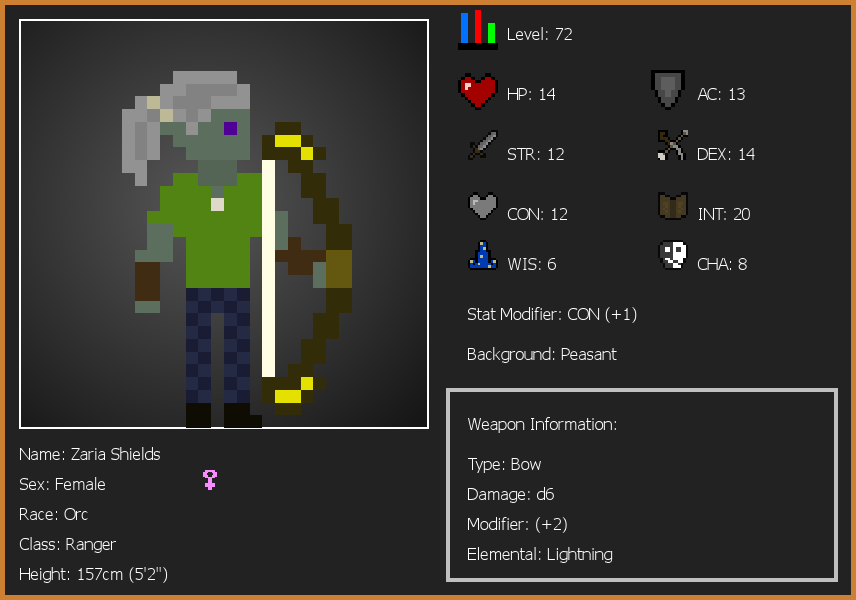 Level: 72
HP: 14
AC: 13
STR: 12
DEX: 14
CON: 12
INT: 20
WIS: 6
CHA: 8
Stat Modifier: CON (+1)
Background: Peasant
Weapon Information:
Type: Bow
Damage: d6
Modifier: (+2)
Elemental: Lightning
Name: Zaria Shields
Sex: Female
Race: Orc
Class: Ranger
Height: 157cm (5'2")